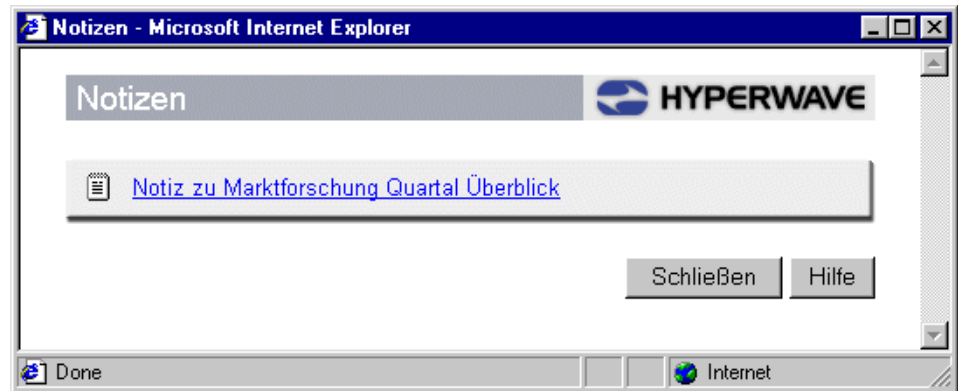 Notizen - Microsoft Internet Explorer
Notizen HYPERWAVE
Notiz zu Marktforschung Quartal Überblick
Schließen Hilfe
Done Internet